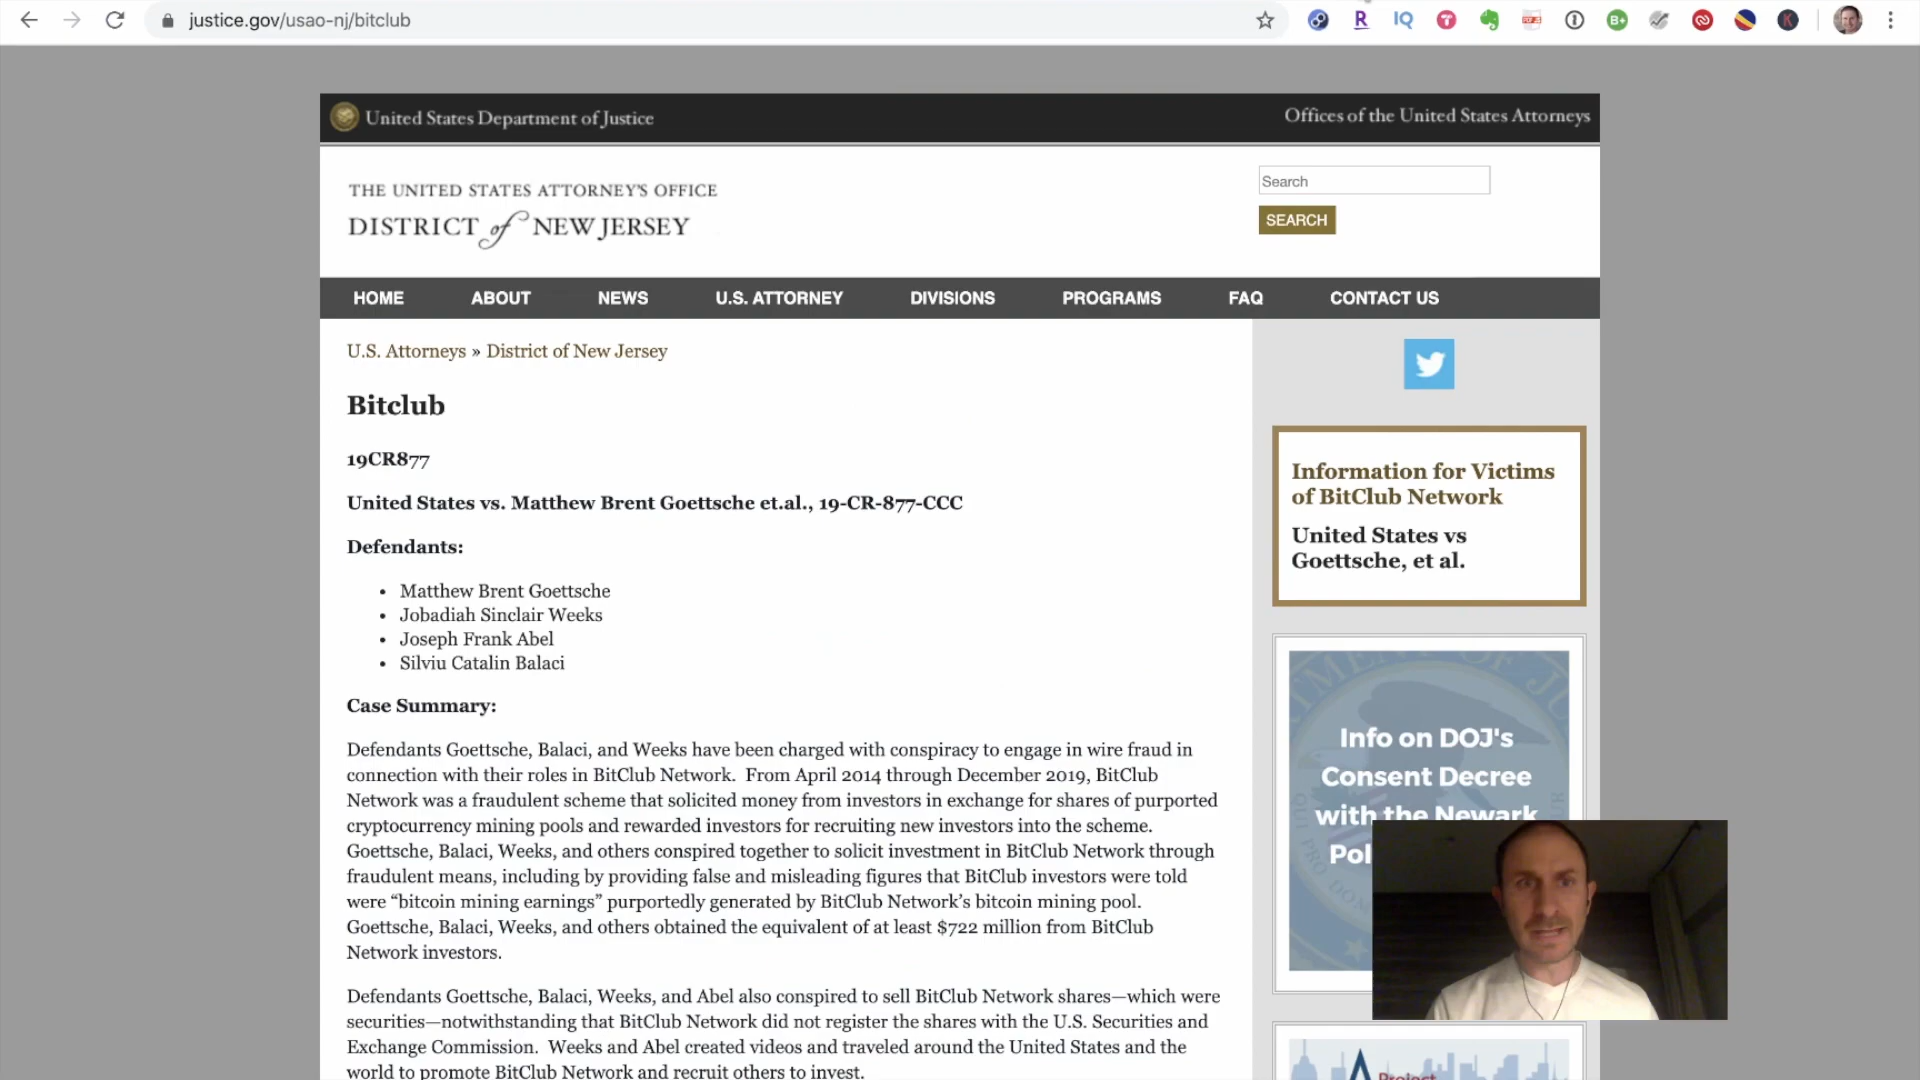 justice.gov/usao-nj/bitclub
United States Department of Justice
Offices of the United States Attorneys
THE UNITED STATES ATTORNEY'S OFFICE
DISTRICT of NEW JERSEY
Search
SEARCH
HOME ABOUT NEWS U.S. ATTORNEY DIVISIONS PROGRAMS FAQ CONTACT US
U.S. Attorneys » District of New Jersey
Bitclub
19CR877
United States vs. Matthew Brent Goettsche et.al., 19-CR-877-CCC
Defendants:
• Matthew Brent Goettsche
• Jobadiah Sinclair Weeks
• Joseph Frank Abel
• Silviu Catalin Balaci
Case Summary:
Defendants Goettsche, Balaci, and Weeks have been charged with conspiracy to engage in wire fraud in
connection with their roles in BitClub Network.  From April 2014 through December 2019, BitClub
Network was a fraudulent scheme that solicited money from investors in exchange for shares of purported
cryptocurrency mining pools and rewarded investors for recruiting new investors into the scheme.
Goettsche, Balaci, Weeks, and others conspired together to solicit investment in BitClub Network through
fraudulent means, including by providing false and misleading figures that BitClub investors were told
were “bitcoin mining earnings” purportedly generated by BitClub Network’s bitcoin mining pool.
Goettsche, Balaci, Weeks, and others obtained the equivalent of at least $722 million from BitClub
Network investors.
Defendants Goettsche, Balaci, Weeks, and Abel also conspired to sell BitClub Network shares—which were
securities—notwithstanding that BitClub Network did not register the shares with the U.S. Securities and
Exchange Commission.  Weeks and Abel created videos and traveled around the United States and the
world to promote BitClub Network and recruit others to invest.
Information for Victims
of BitClub Network
United States vs
Goettsche, et al.
Info on DOJ's
Consent Decree
with the Newark
Pol
Project